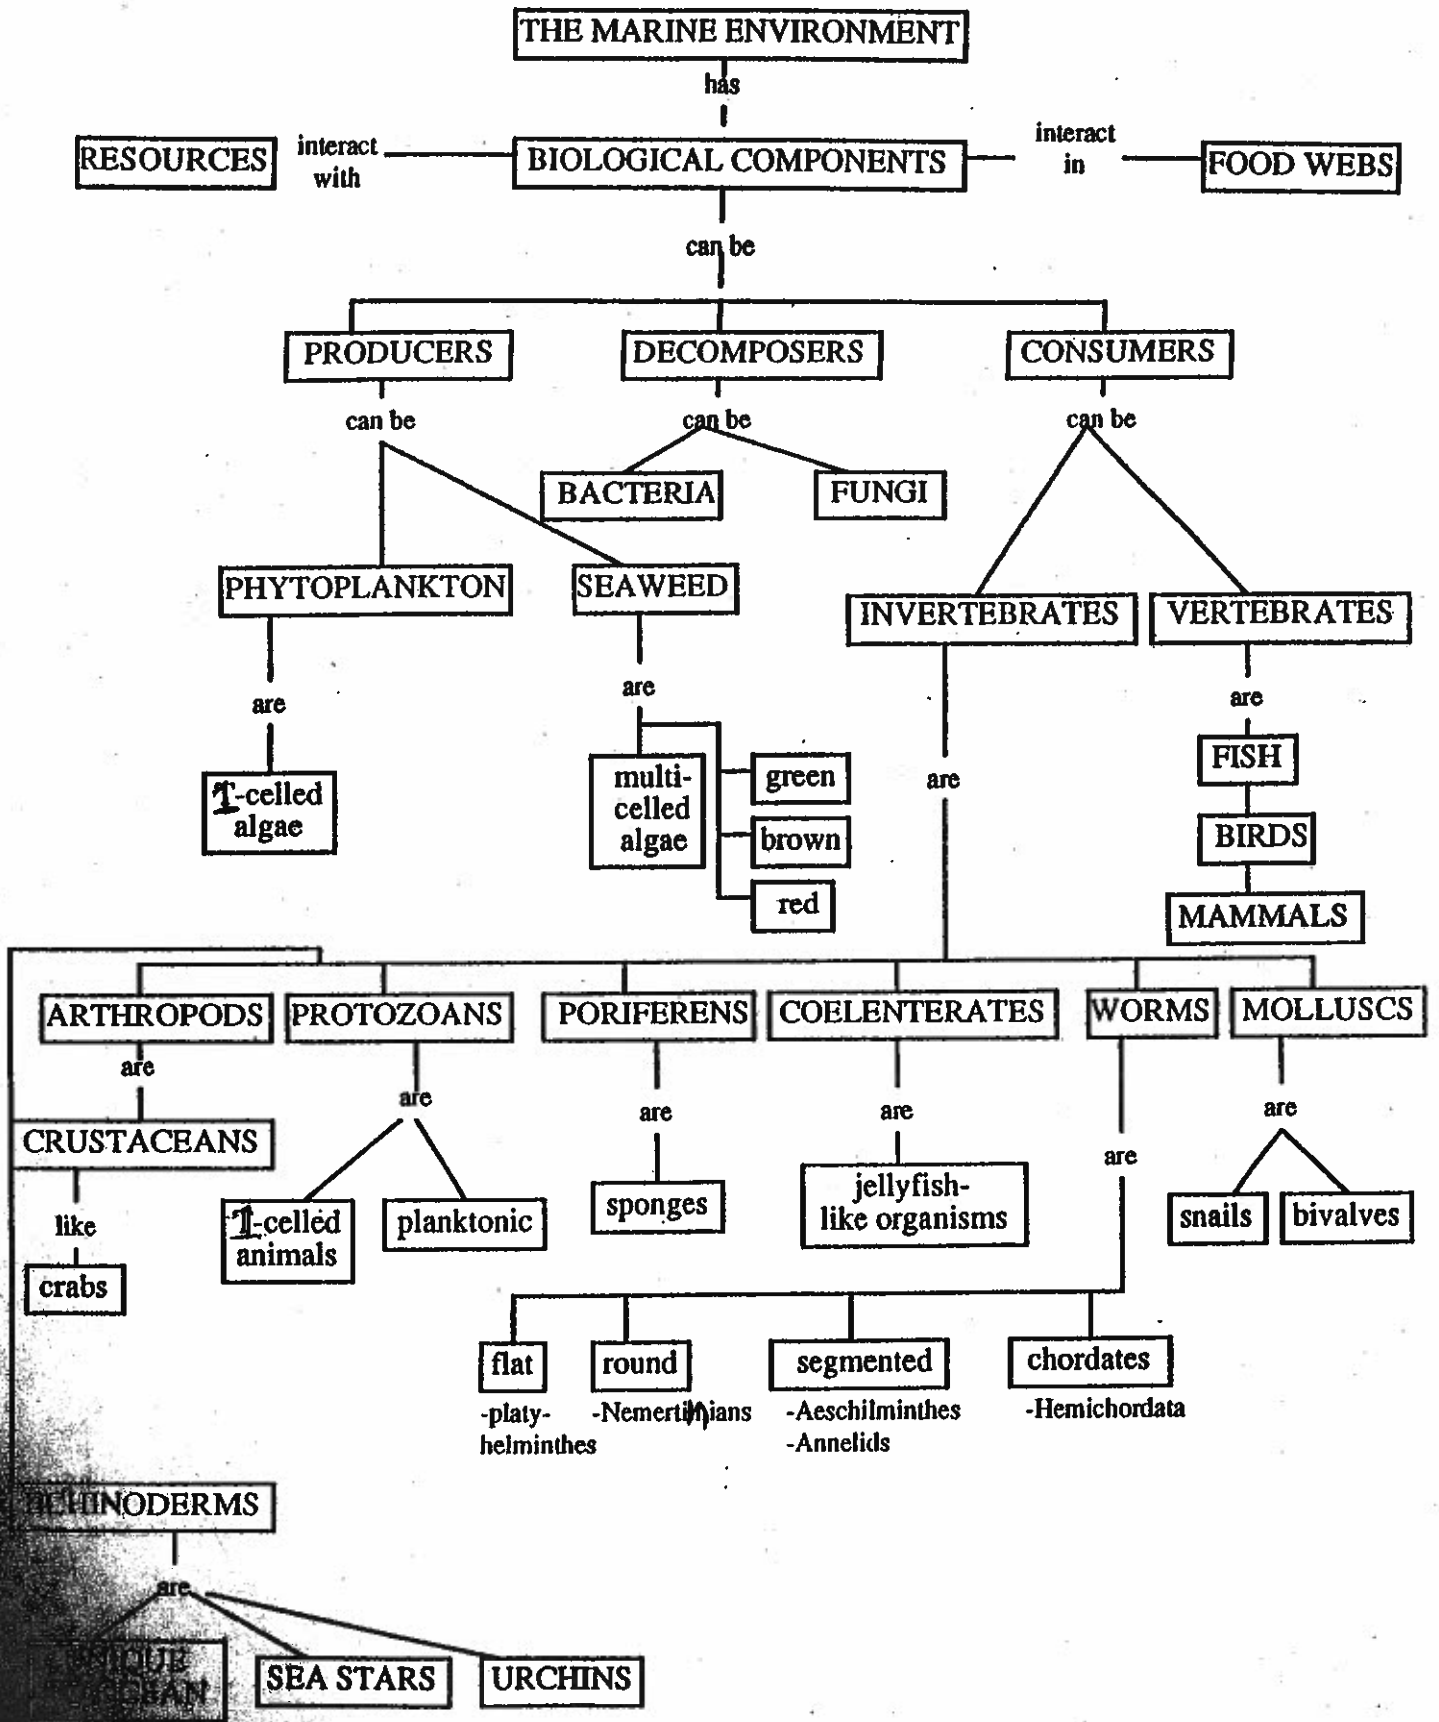 THE MARINE ENVIRONMENT
has
RESOURCES
interact
with
BIOLOGICAL COMPONENTS
interact
in
FOOD WEBS
can be
PRODUCERS
DECOMPOSERS
CONSUMERS
can be
can be
can be
BACTERIA
FUNGI
PHYTOPLANKTON
SEAWEED
INVERTEBRATES
VERTEBRATES
are
are
are
are
1-celled
algae
multi-
celled
algae
green
brown
red
FISH
BIRDS
MAMMALS
ARTHROPODS
PROTOZOANS
PORIFERENS
COELENTERATES
WORMS
MOLLUSCS
are
are
are
are
are
are
CRUSTACEANS
like
crabs
1-celled
animals
planktonic
sponges
jellyfish-
like organisms
snails
bivalves
flat
round
segmented
chordates
-platy-
helminthes
-Nemertinians
-Aeschilminthes
-Annelids
-Hemichordata
ECHINODERMS
are
UNIQUE
OCEAN
SEA STARS
URCHINS